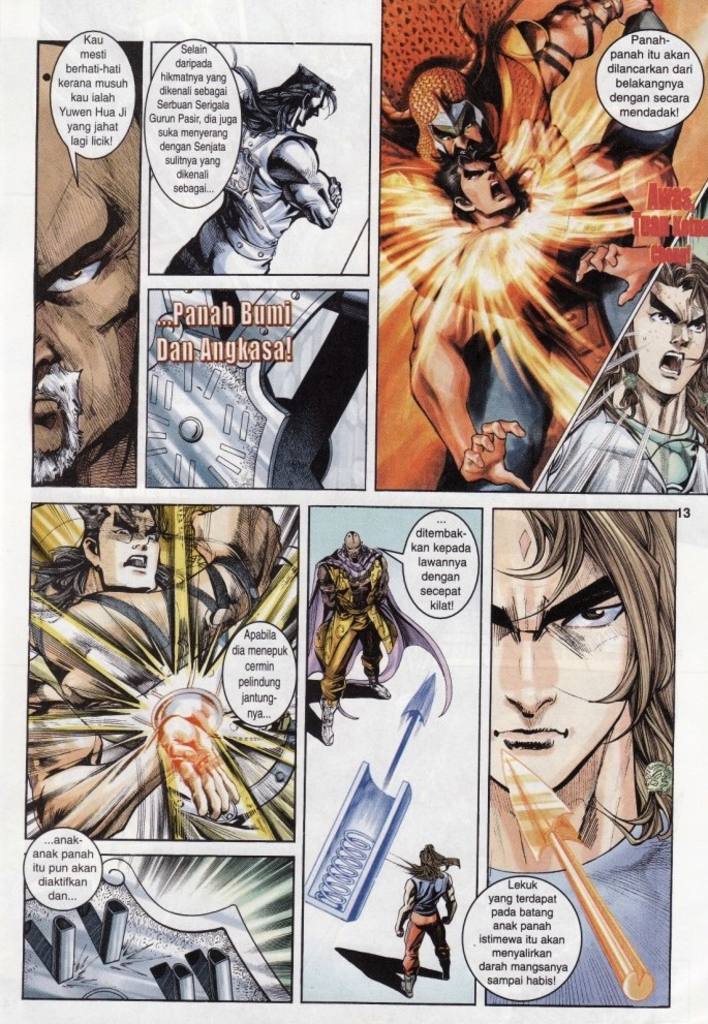 Kau
mesti
berhati-hati
kerana musuh
kau ialah
Yuwen Hua Ji
yang jahat
lagi licik!
Selain
daripada
hikmatnya yang
dikenali sebagai
Serbuan Serigala
Gurun Pasir, dia juga
suka menyerang
dengan Senjata
sulitnya yang
dikenali
sebagai...
...Panah Bumi
Dan Angkasa!
Panah-
panah itu akan
dilancarkan dari
belakangnya
dengan secara
mendadak!
Awas
Tuan
13
Apabila
dia menepuk
cermin
pelindung
jantung-
nya...
...anak-
anak panah
itu pun akan
diaktifkan
dan...
...
ditembak-
kan kepada
lawannya
dengan
secepat
kilat!
Lekuk
yang terdapat
pada batang
anak panah
istimewa itu akan
menyalirkan
darah mangsanya
sampai habis!